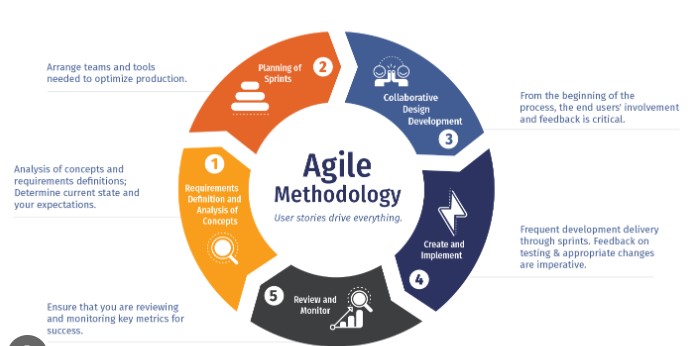 Agile
Methodology
User stories drive everything.
1
Requirements
Definition and
Analysis of
Concepts
Analysis of concepts and
requirements definitions;
Determine current state and
your expectations.
2
Planning of
Sprints
Arrange teams and tools
needed to optimize production.
Collaborative
Design
Development
3
From the beginning of the
process, the end users' involvement
and feedback is critical.
Create and
Implement
4
Frequent development delivery
through sprints. Feedback on
testing & appropriate changes
are imperative.
5
Review and
Monitor
Ensure that you are reviewing
and monitoring key metrics for
success.